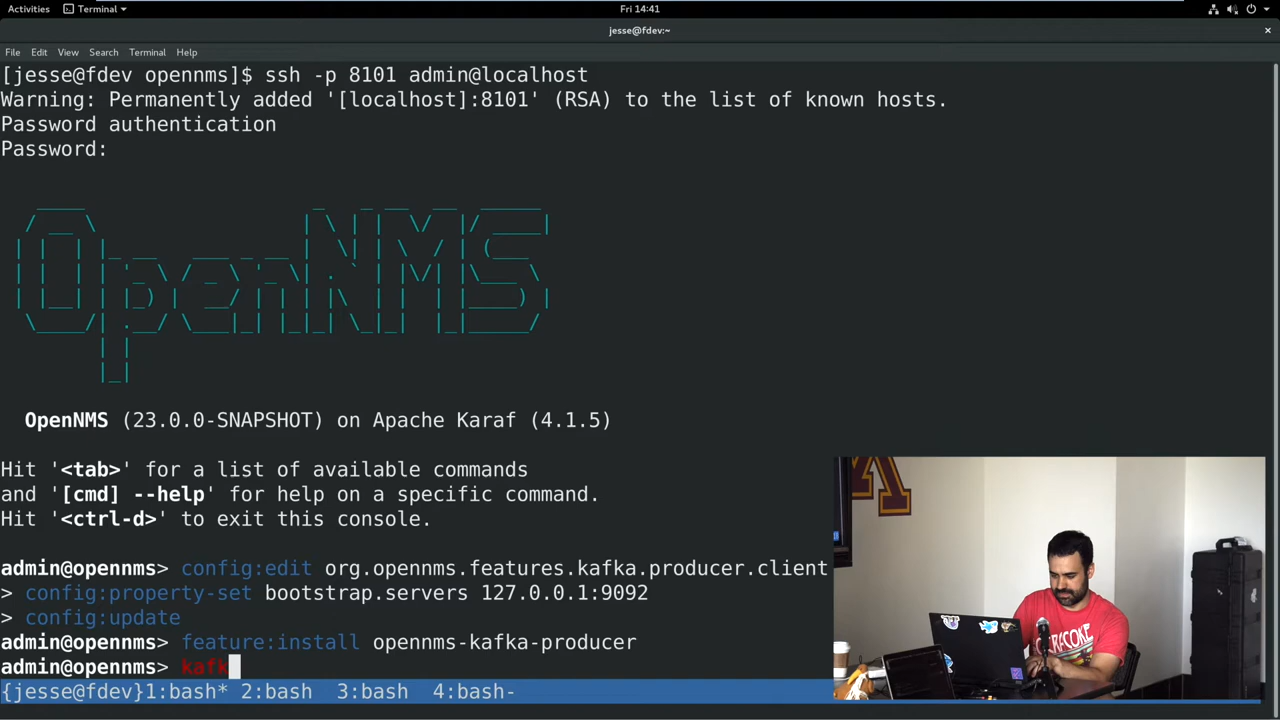 Activities Terminal Fri 14:41
jesse@fdev:~
File Edit View Search Terminal Help
[jesse@fdev opennms]$ ssh -p 8101 admin@localhost
Warning: Permanently added '[localhost]:8101' (RSA) to the list of known hosts.
Password authentication
Password:
OpenNMS
OpenNMS (23.0.0-SNAPSHOT) on Apache Karaf (4.1.5)
Hit '<tab>' for a list of available commands
and '[cmd] --help' for help on a specific command.
Hit '<ctrl-d>' to exit this console.
admin@opennms> config:edit org.opennms.features.kafka.producer.client
> config:property-set bootstrap.servers 127.0.0.1:9092
> config:update
admin@opennms> feature:install opennms-kafka-producer
admin@opennms> kafk
{jesse@fdev}1:bash* 2:bash 3:bash 4:bash-